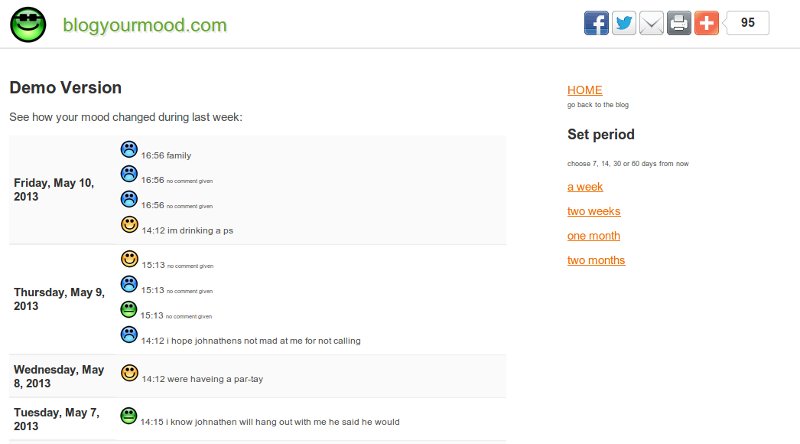 blogyourmood.com
95
Demo Version
See how your mood changed during last week:
Friday, May 10,
2013
16:56 family
16:56 no comment given
16:56 no comment given
14:12 im drinking a ps
Thursday, May 9,
2013
15:13 no comment given
15:13 no comment given
15:13 no comment given
14:12 i hope johnathens not mad at me for not calling
Wednesday, May
8, 2013
14:12 were haveing a par-tay
Tuesday, May 7,
2013
14:15 i know johnathen will hang out with me he said he would
HOME
go back to the blog
Set period
choose 7, 14, 30 or 60 days from now
a week
two weeks
one month
two months